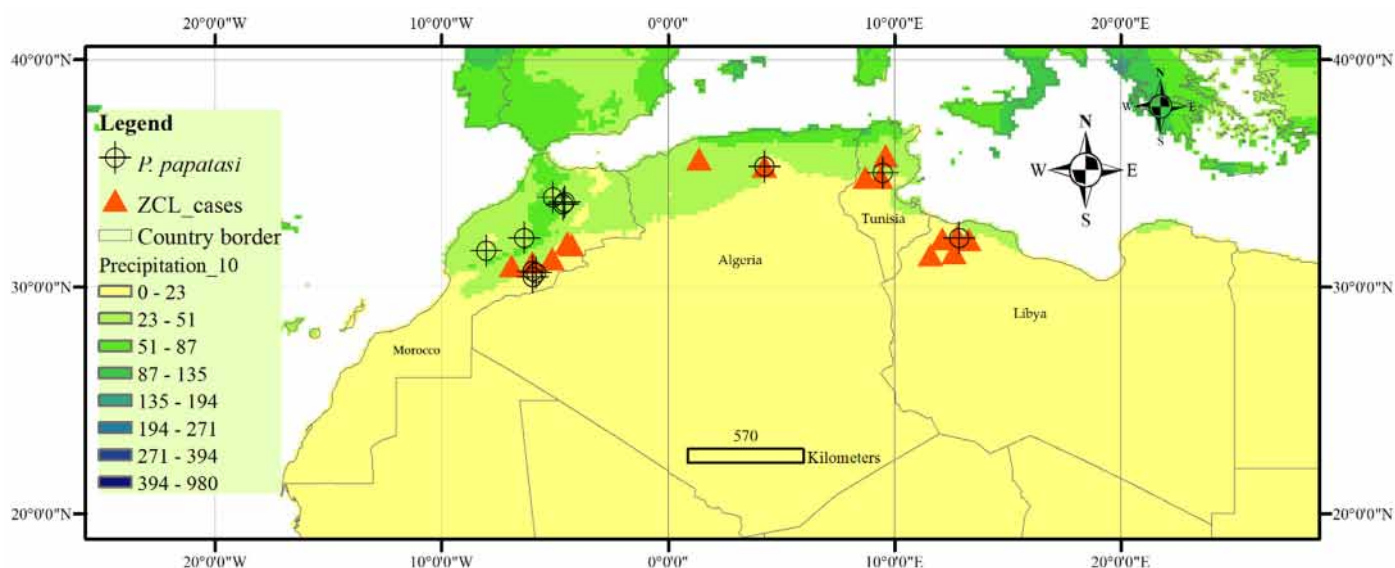 20°0'0"W 10°0'0"W 0°0'0" 10°0'0"E 20°0'0"E
40°0'0"N 40°0'0"N
N
W E
S
Legend
P. papatasi
ZCL_cases
Country border
Precipitation_10
0 - 23
23 - 51
51 - 87
87 - 135
135 - 194
194 - 271
271 - 394
394 - 980
N
W E
S
Tunisia
Algeria
Libya
Morocco
30°0'0"N 30°0'0"N
570
Kilometers
20°0'0"N 20°0'0"N
20°0'0"W 10°0'0"W 0°0'0" 10°0'0"E 20°0'0"E